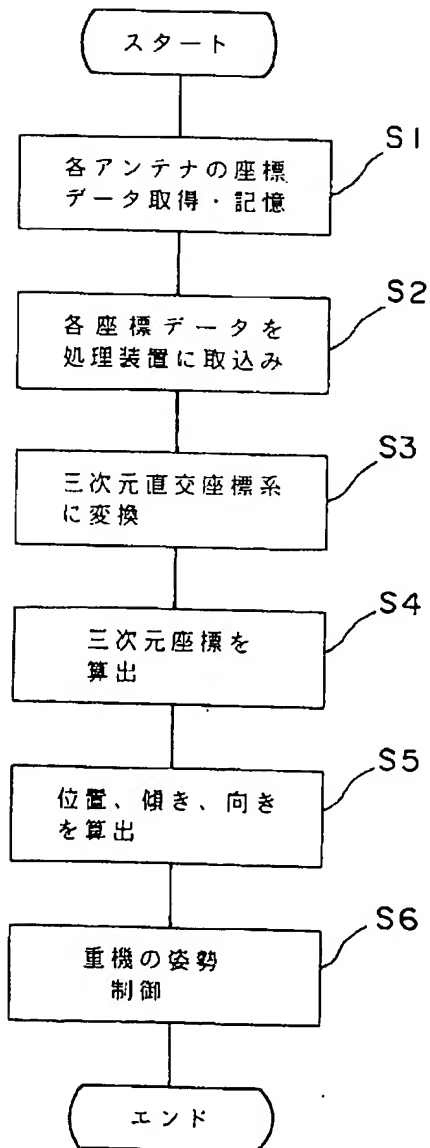 スタート
S1
各アンテナの座標
データ取得・記憶
S2
各座標データを
処理装置に取込み
S3
三次元直交座標系
に変換
S4
三次元座標を
算出
S5
位置、傾き、向き
を算出
S6
重機の姿勢
制御
エンド